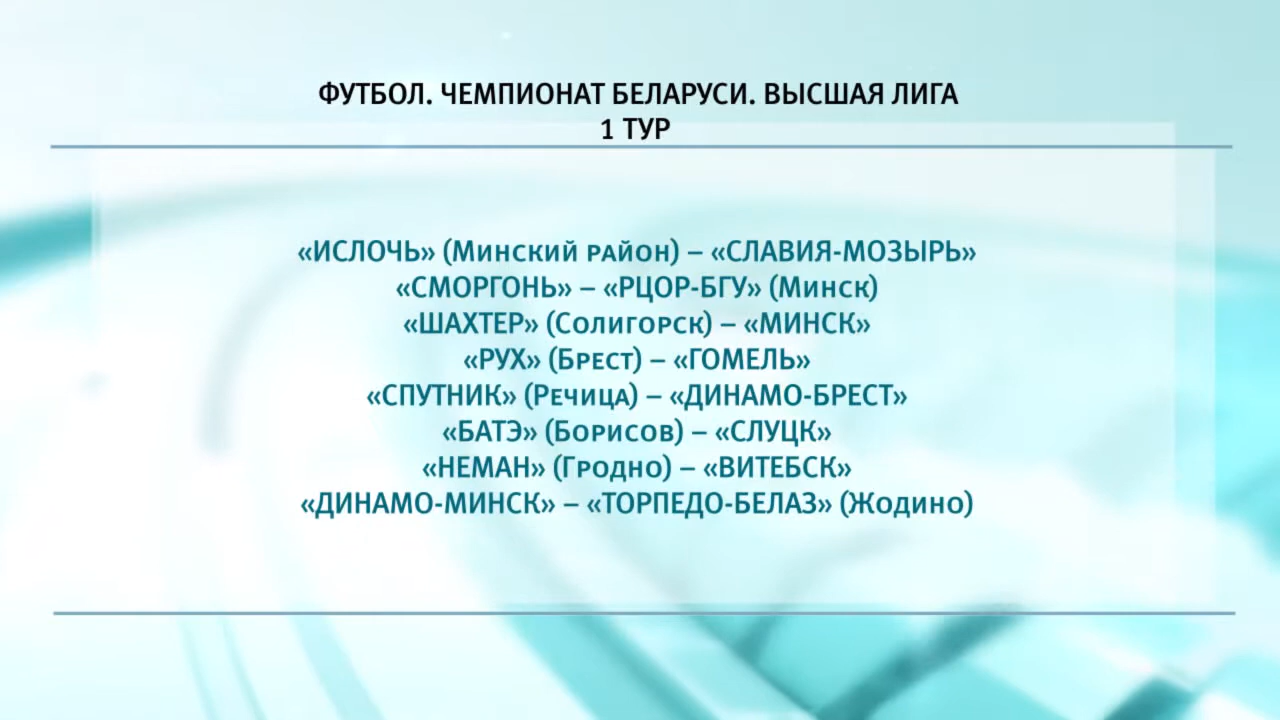 ФУТБОЛ. ЧЕМПИОНАТ БЕЛАРУСИ. ВЫСШАЯ ЛИГА
1 ТУР
«ИСЛОЧЬ» (Минский район) – «СЛАВИЯ-МОЗЫРЬ»
«СМОРГОНЬ» – «РЦОР-БГУ» (Минск)
«ШАХТЕР» (Солигорск) – «МИНСК»
«РУХ» (Брест) – «ГОМЕЛЬ»
«СПУТНИК» (Речица) – «ДИНАМО-БРЕСТ»
«БАТЭ» (Борисов) – «СЛУЦК»
«НЕМАН» (Гродно) – «ВИТЕБСК»
«ДИНАМО-МИНСК» – «ТОРПЕДО-БЕЛАЗ» (Жодино)